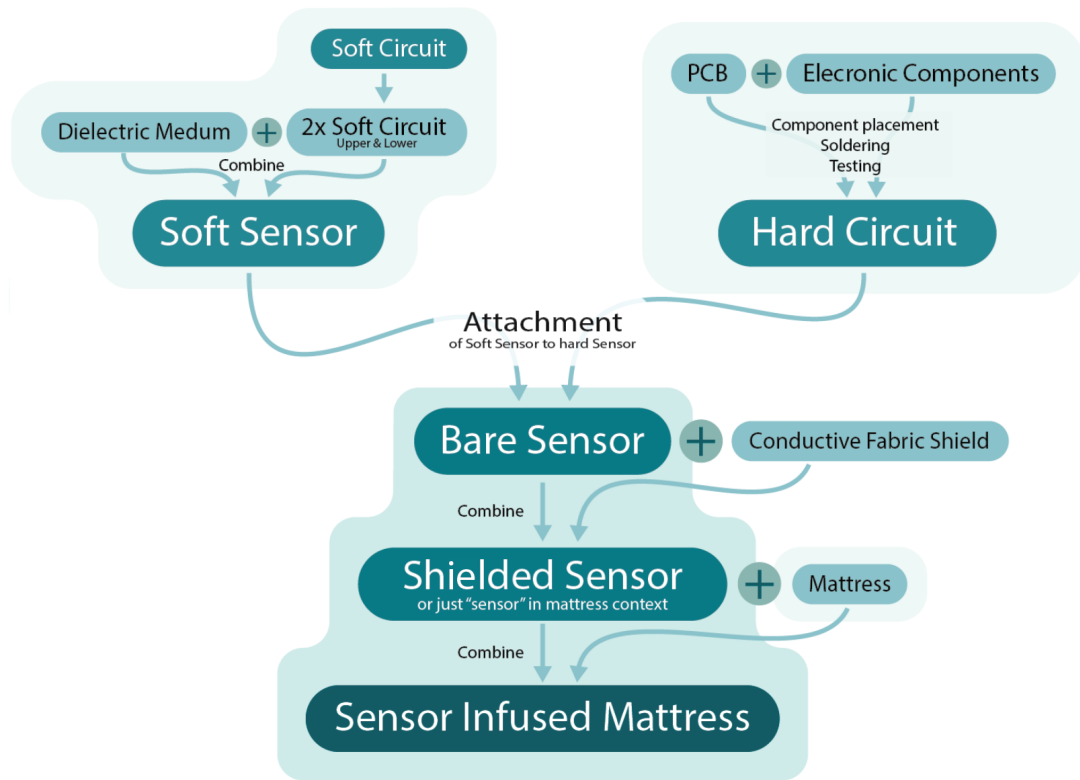 Soft Circuit
PCB + Elecronic Components
Dielectric Medum + 2x Soft Circuit
Upper & Lower
Combine
Component placement
Soldering
Testing
Soft Sensor
Hard Circuit
Attachment
of Soft Sensor to hard Sensor
Bare Sensor + Conductive Fabric Shield
Combine
Shielded Sensor + Mattress
or just "sensor" in mattress context
Combine
Sensor Infused Mattress